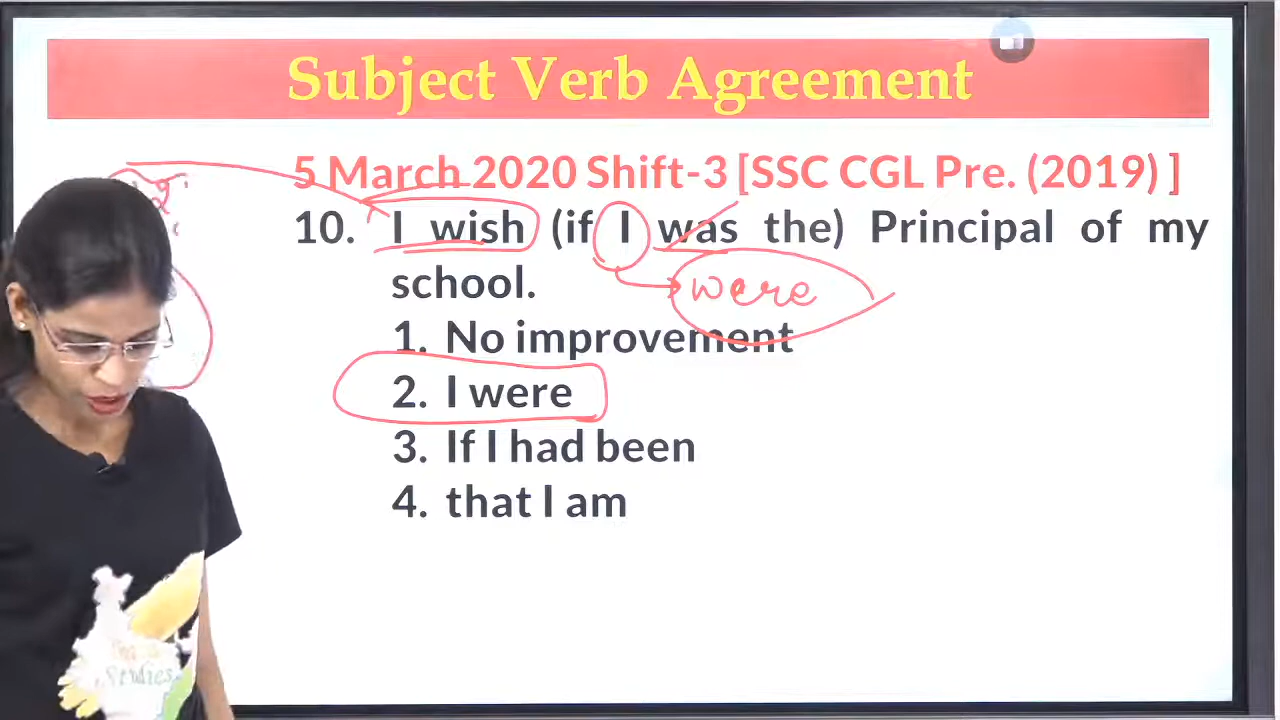 Subject Verb Agreement
5 March 2020 Shift-3 [SSC CGL Pre. (2019) ]
10. I wish (if I was the) Principal of my
school.
were
1. No improvement
2. I were
3. If I had been
4. that I am
Studies